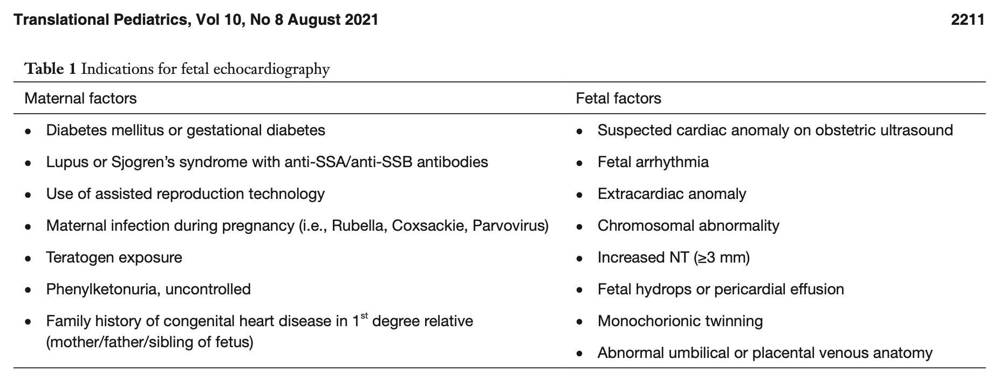 Translational Pediatrics, Vol 10, No 8 August 2021
2211
Table 1 Indications for fetal echocardiography
Maternal factors
Fetal factors
• Diabetes mellitus or gestational diabetes
• Suspected cardiac anomaly on obstetric ultrasound
• Lupus or Sjogren’s syndrome with anti-SSA/anti-SSB antibodies
• Fetal arrhythmia
• Use of assisted reproduction technology
• Extracardiac anomaly
• Maternal infection during pregnancy (i.e., Rubella, Coxsackie, Parvovirus)
• Chromosomal abnormality
• Teratogen exposure
• Increased NT (≥3 mm)
• Phenylketonuria, uncontrolled
• Fetal hydrops or pericardial effusion
• Family history of congenital heart disease in 1st degree relative
(mother/father/sibling of fetus)
• Monochorionic twinning
• Abnormal umbilical or placental venous anatomy